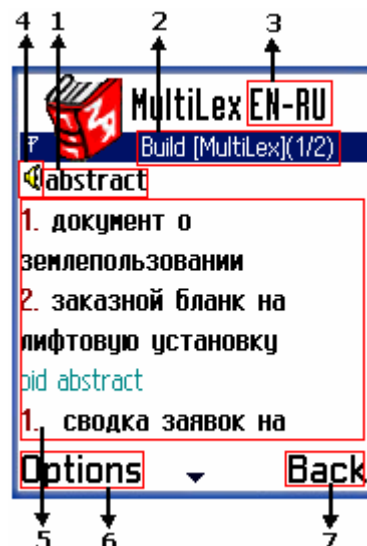 4 1 2 3
MultiLex EN-RU
Build [MultiLex](1/2)
abstract
1. документ о
землепользовании
2. заказной бланк на
лифтовую установку
bid abstract
1. сводка заявок на
Options Back
5 6 7